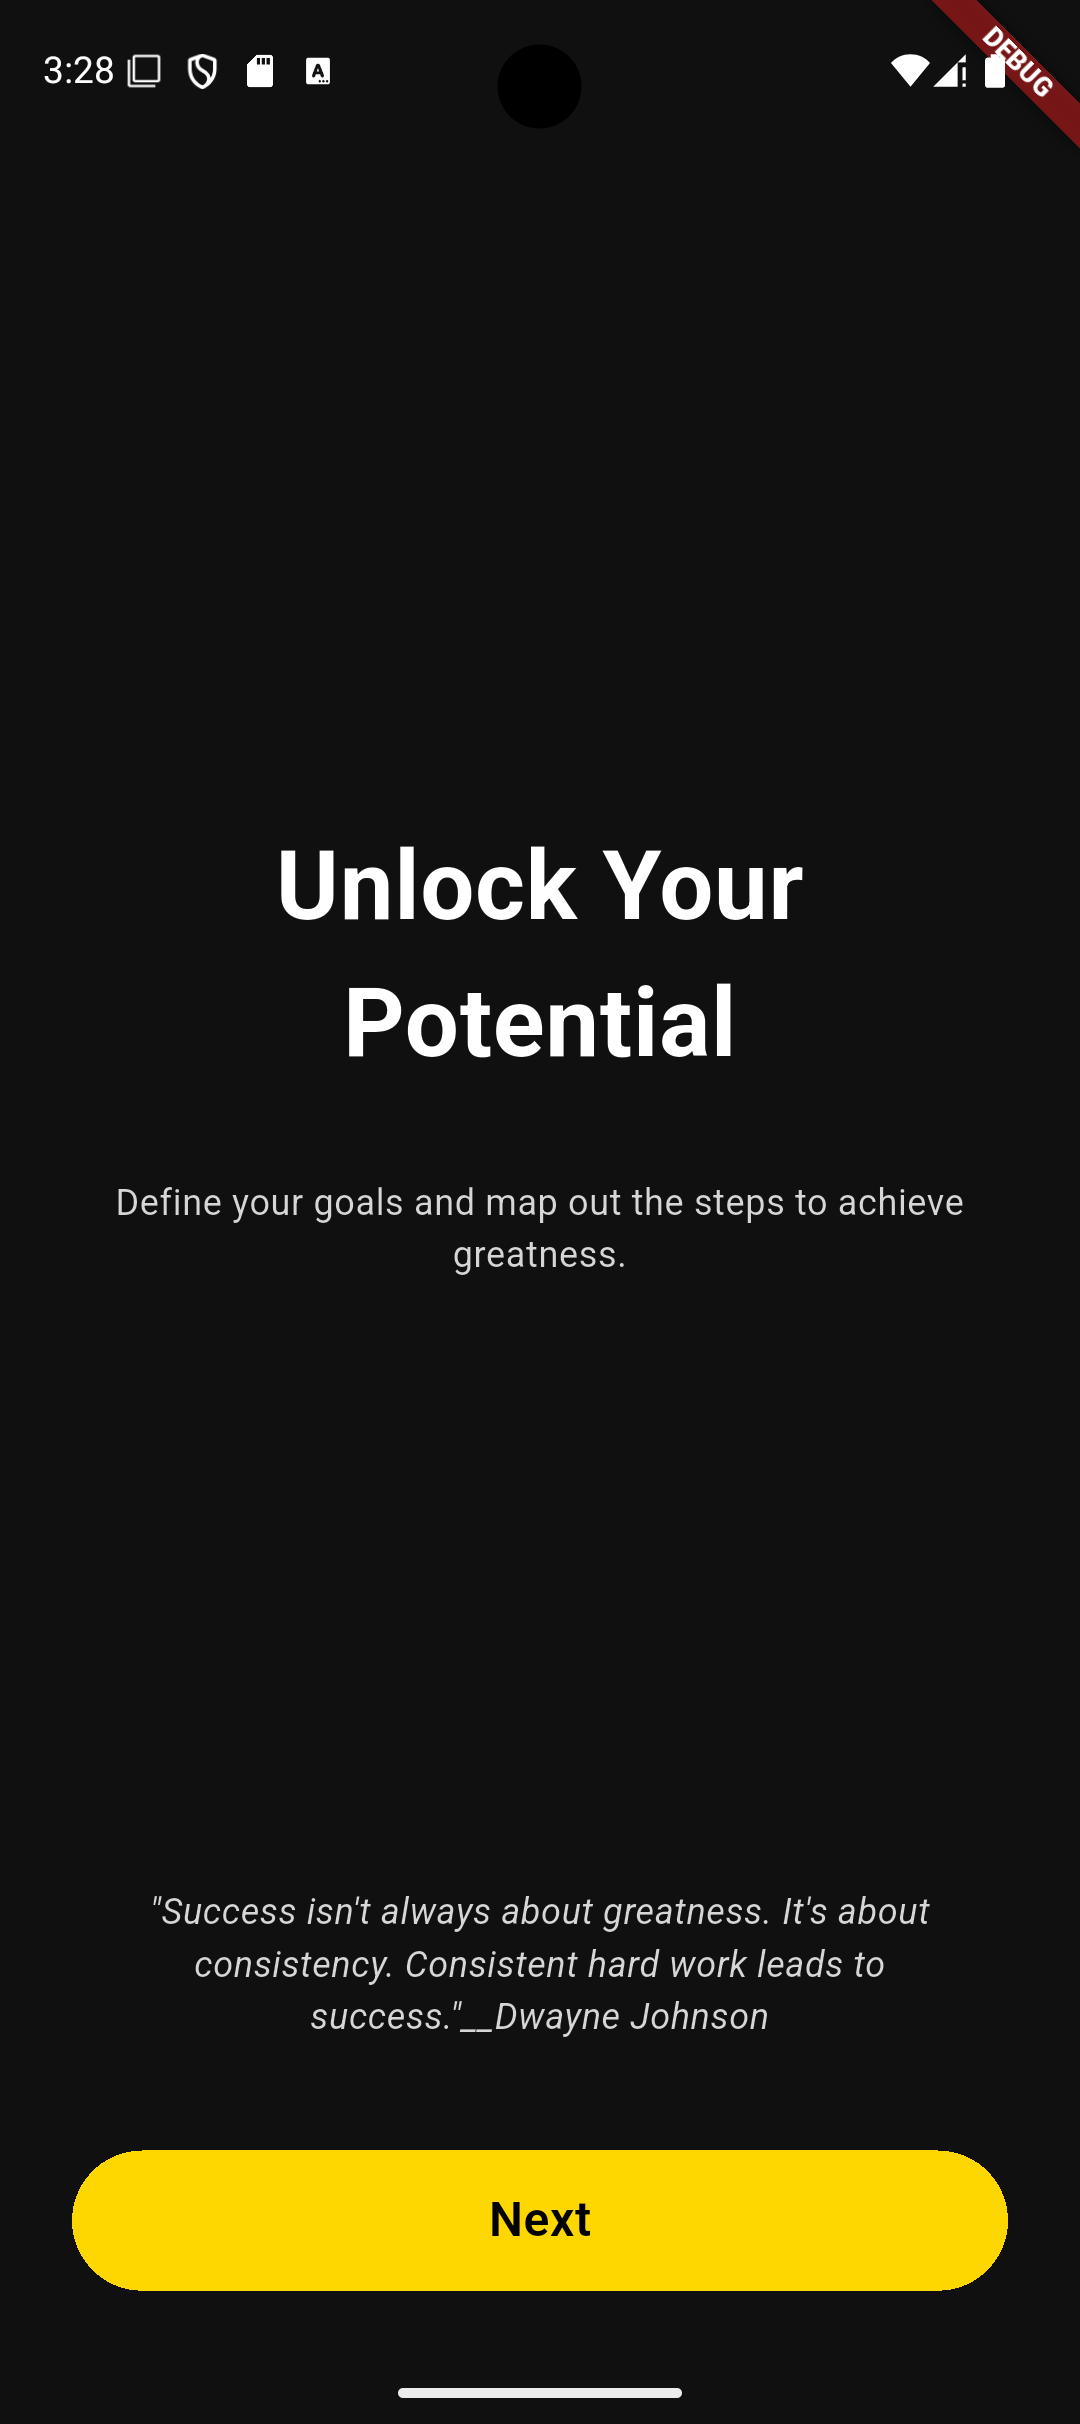 3:28
DEBUG
Unlock Your
Potential
Define your goals and map out the steps to achieve
greatness.
"Success isn't always about greatness. It's about
consistency. Consistent hard work leads to
success."__Dwayne Johnson
Next